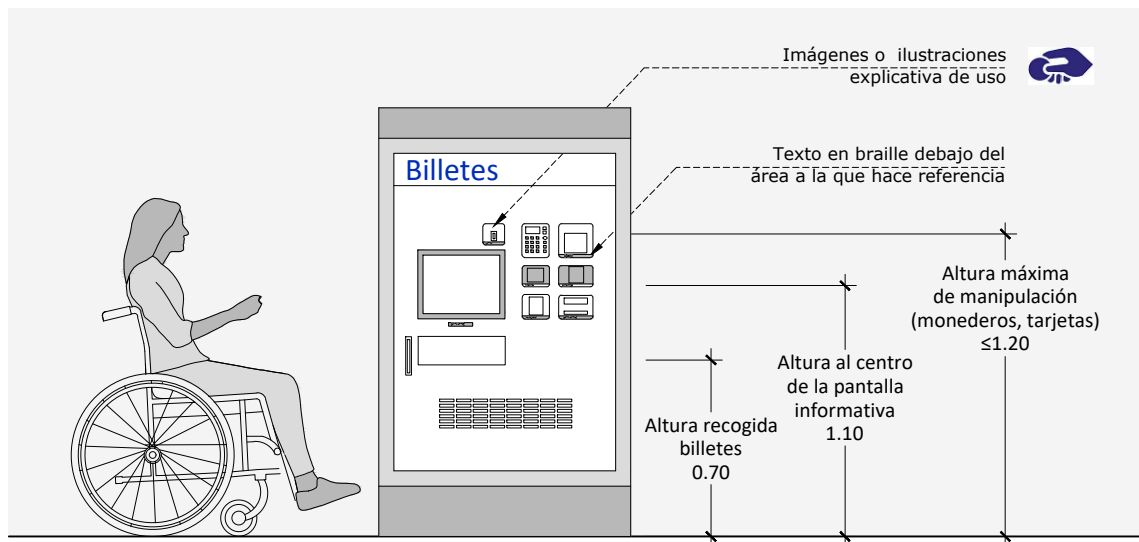 Imágenes o ilustraciones
explicativa de uso
Texto en braille debajo del
área a la que hace referencia
Billetes
Altura máxima
de manipulación
(monederos, tarjetas)
≤1.20
Altura al centro
de la pantalla
informativa
1.10
Altura recogida
billetes
0.70